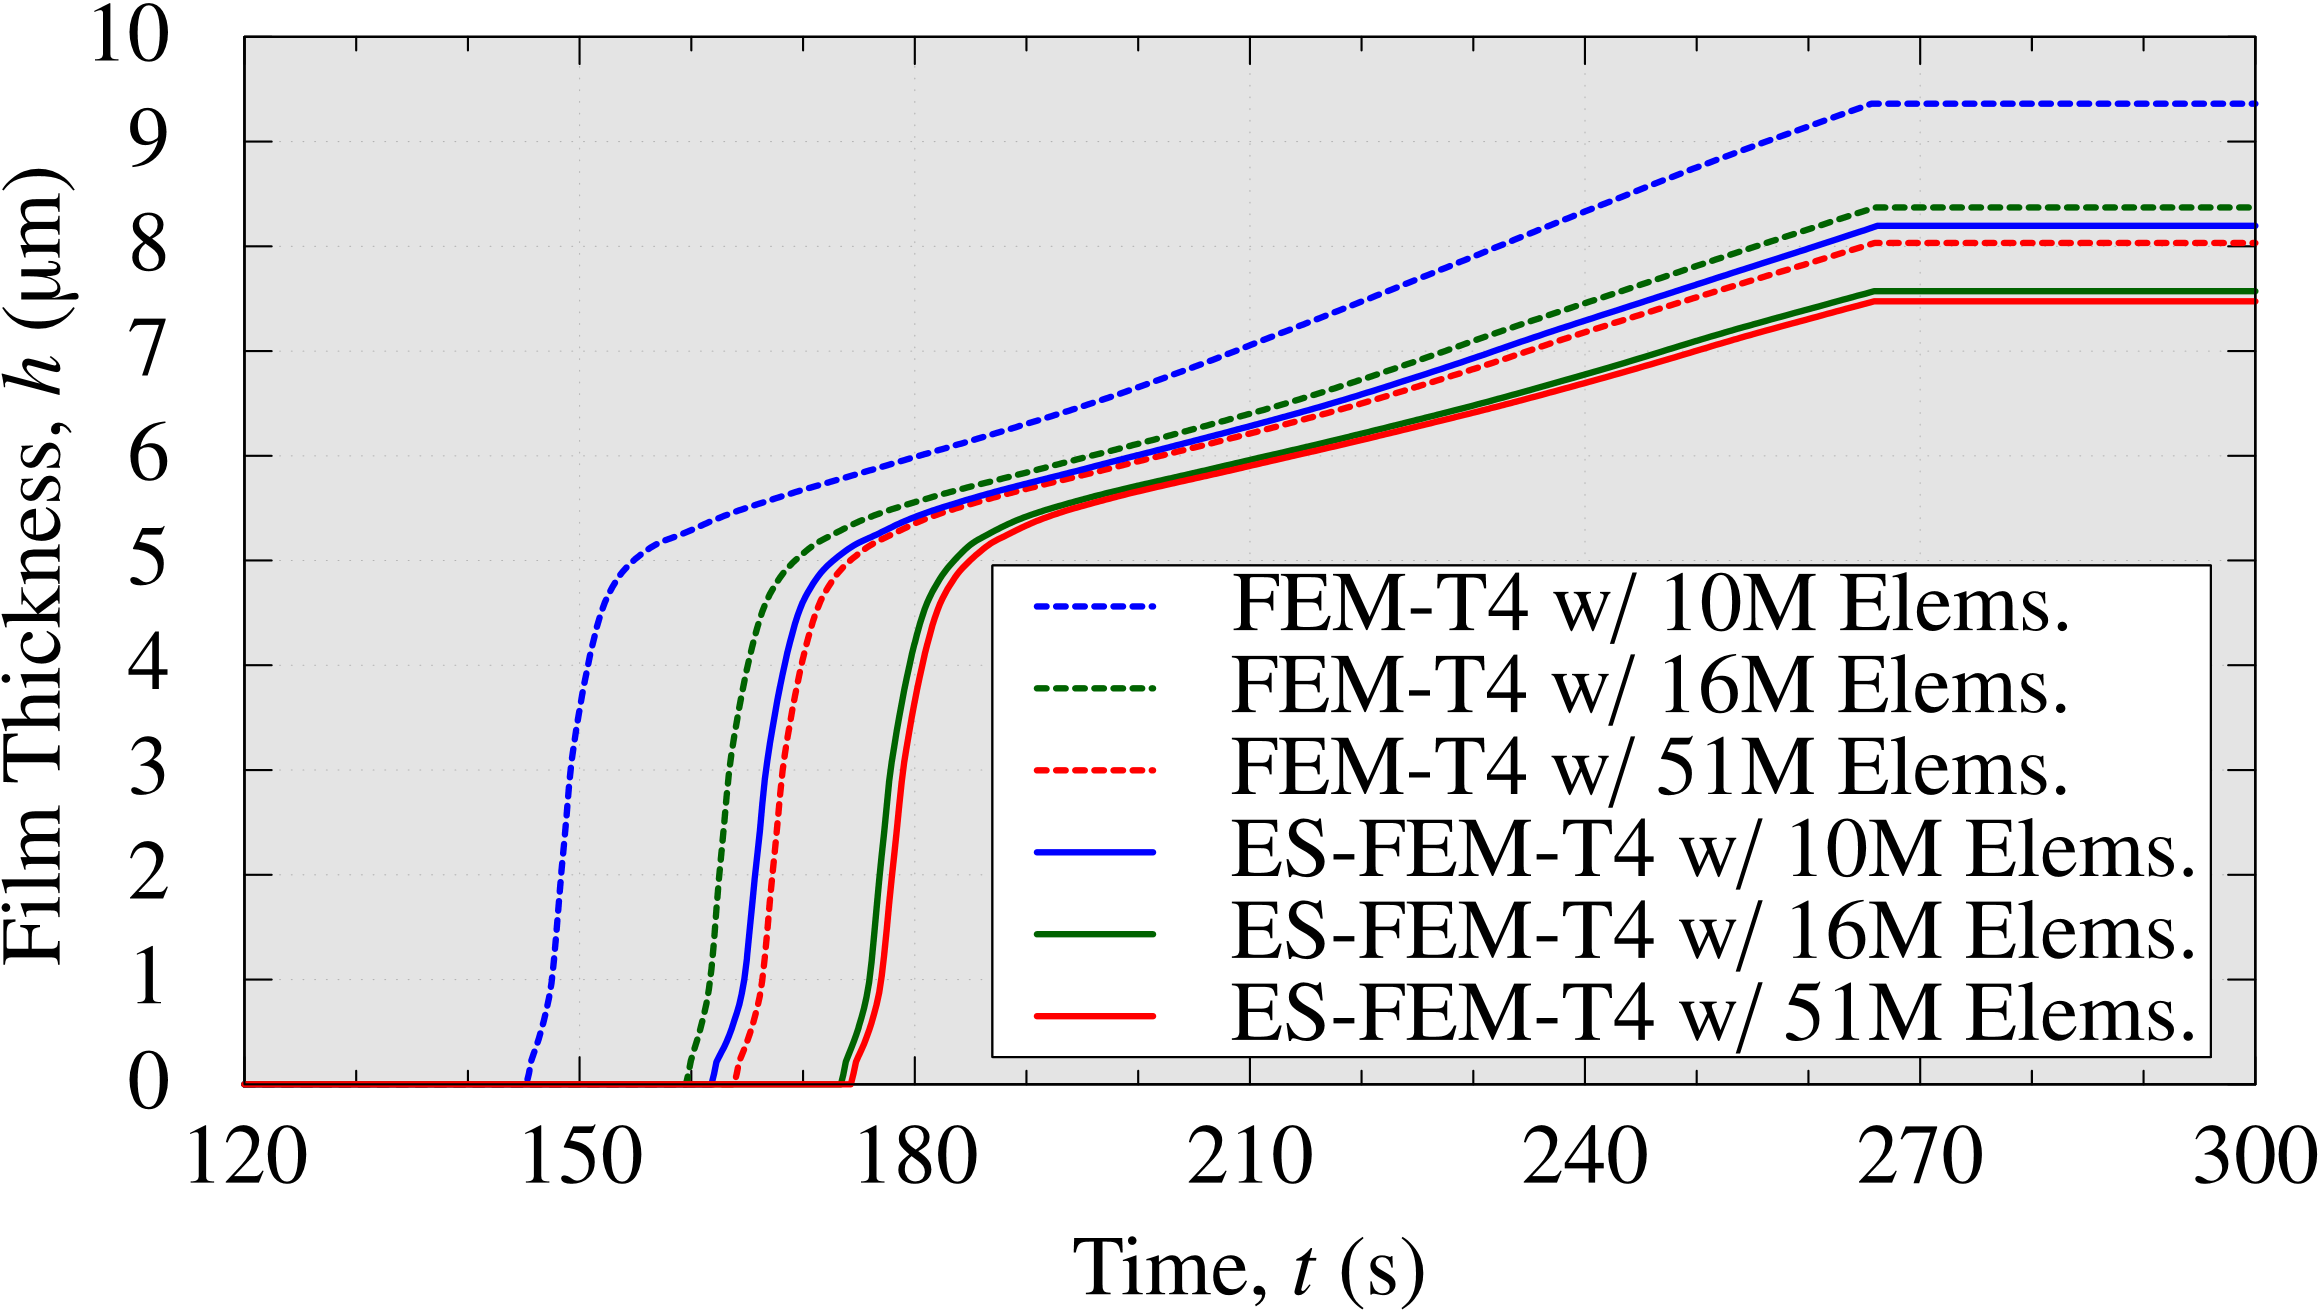 10
9
8
7
6
5
4
3
2
1
0
Film Thickness, h (μm)
FEM-T4 w/ 10M Elems.
FEM-T4 w/ 16M Elems.
FEM-T4 w/ 51M Elems.
ES-FEM-T4 w/ 10M Elems.
ES-FEM-T4 w/ 16M Elems.
ES-FEM-T4 w/ 51M Elems.
120 150 180 210 240 270 300
Time, t (s)